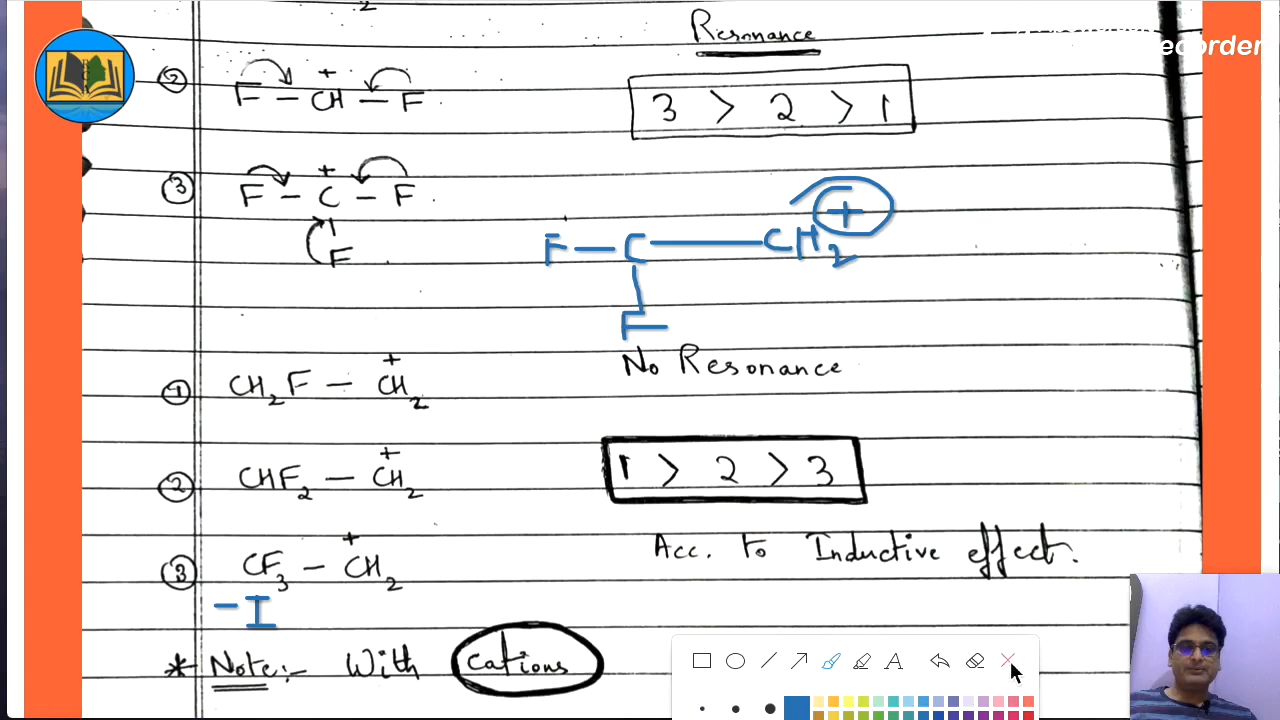 Resonance
② F – CH⁺ – F
3 > 2 > 1
③ F – C⁺ – F
F
F – C – CH₂ +
F
No Resonance
① CH₂F – CH₂⁺
② CHF₂ – CH₂⁺
1 > 2 > 3
③ CF₃ – CH₂⁺
Acc. to Inductive effect.
-I
* Note:- With cations